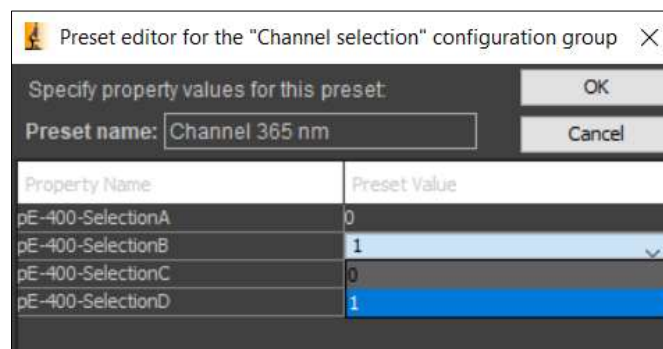 Preset editor for the "Channel selection" configuration group
Specify property values for this preset:
OK
Preset name: Channel 365 nm
Cancel
Property Name Preset Value
pE-400-SelectionA 0
pE-400-SelectionB 1
pE-400-SelectionC 0
pE-400-SelectionD 1